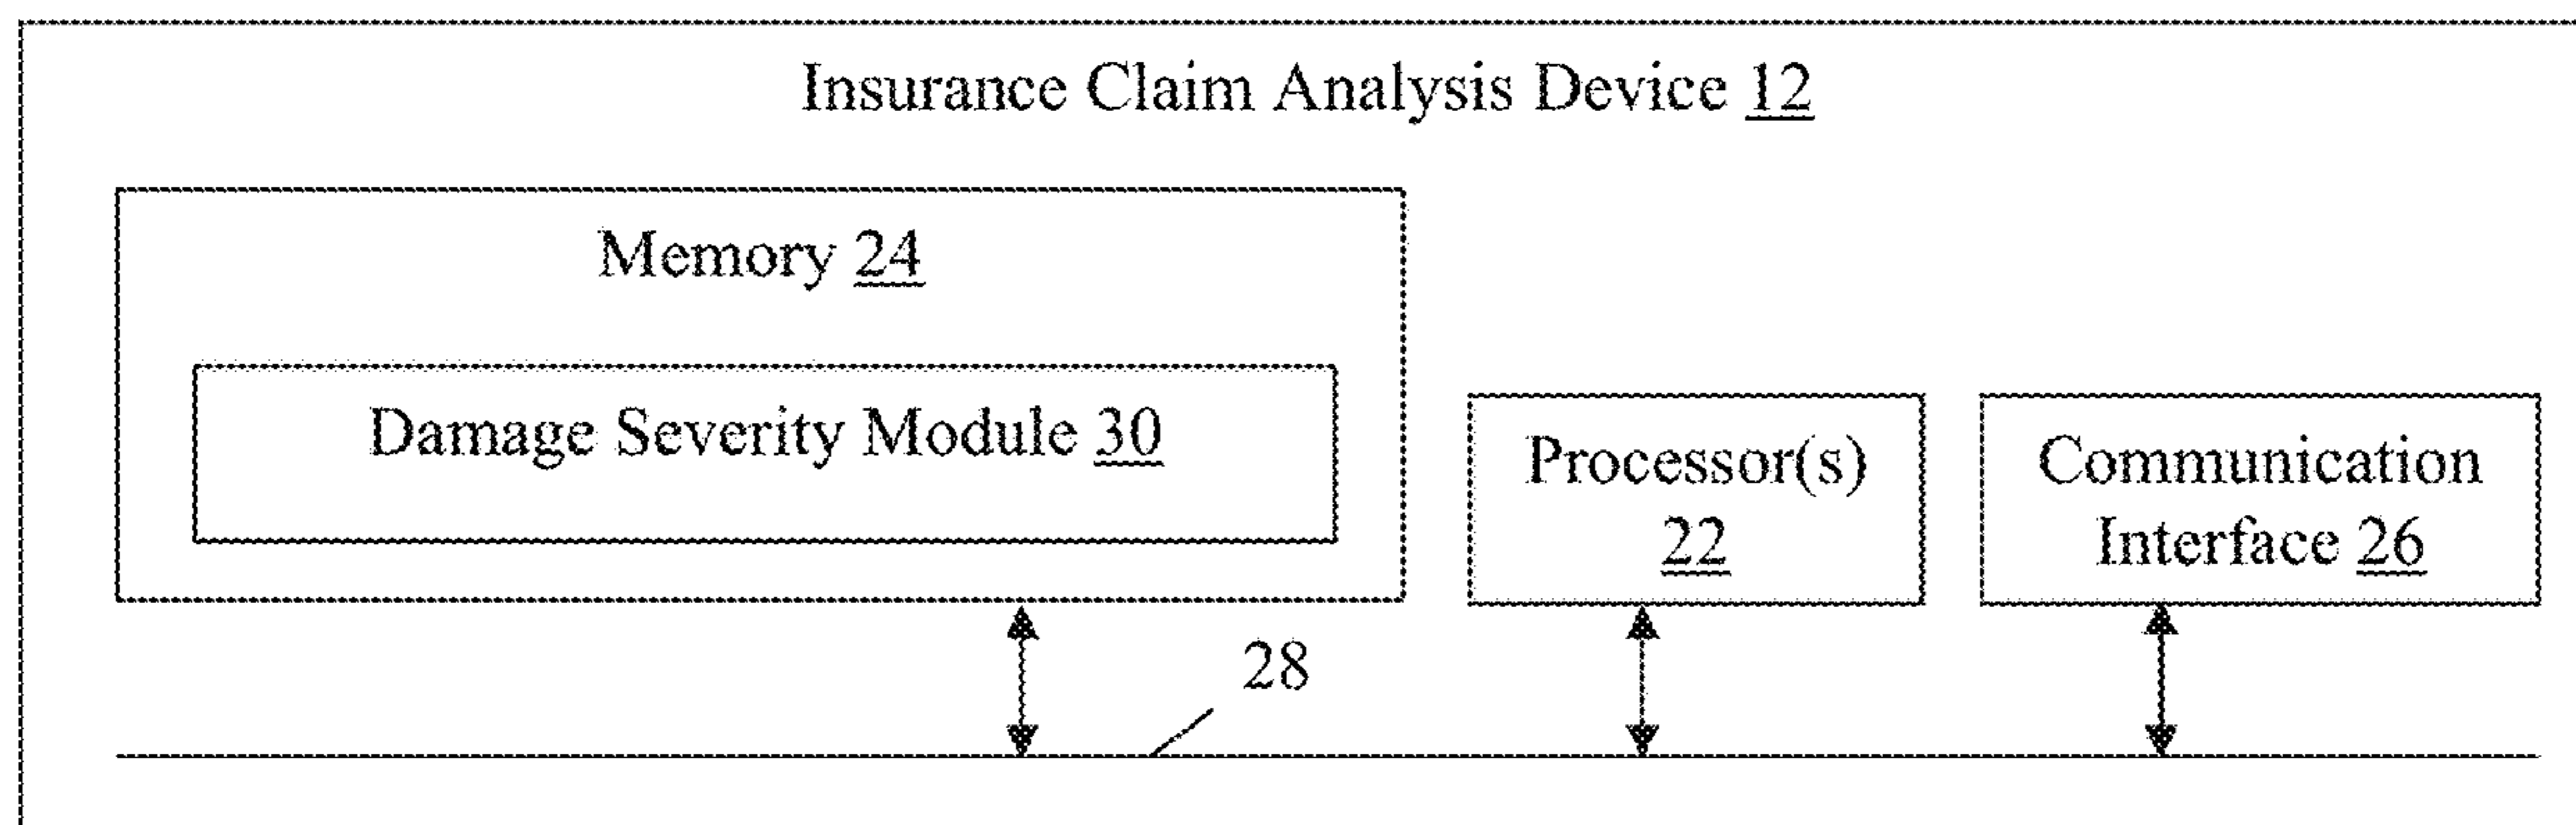 Insurance Claim Analysis Device 12
Memory 24
Damage Severity Module 30
Processor(s)
22
Communication
Interface 26
28